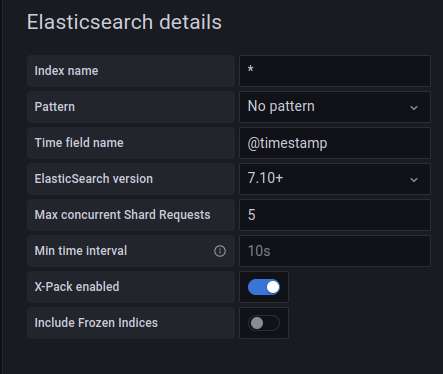 Elasticsearch details
Index name *
Pattern No pattern
Time field name @timestamp
ElasticSearch version 7.10+
Max concurrent Shard Requests 5
Min time interval 10s
X-Pack enabled
Include Frozen Indices